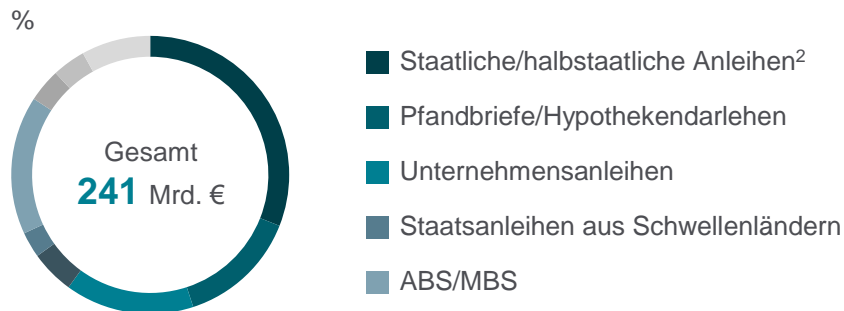 %
Gesamt
241 Mrd. €
Staatliche/halbstaatliche Anleihen²
Pfandbriefe/Hypothekendarlehen
Unternehmensanleihen
Staatsanleihen aus Schwellenländern
ABS/MBS